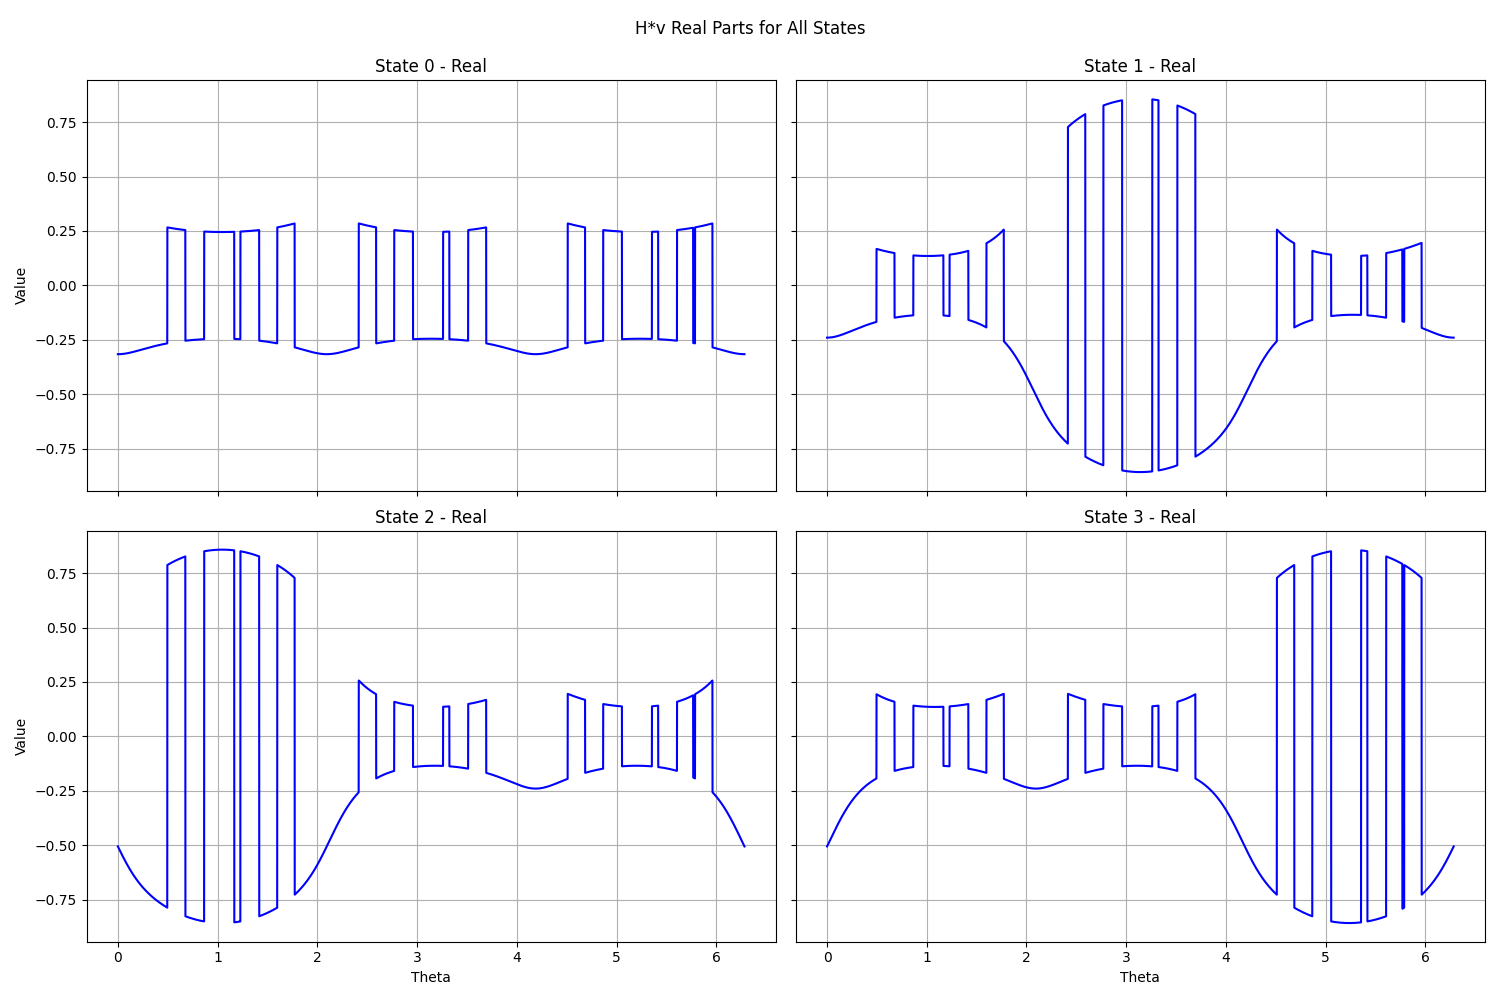 H*v Real Parts for All States
State 0 - Real
State 1 - Real
0.75
0.50
0.25
0.00
−0.25
−0.50
−0.75
Value
State 2 - Real
State 3 - Real
0.75
0.50
0.25
0.00
−0.25
−0.50
−0.75
Value
0 1 2 3 4 5 6
0 1 2 3 4 5 6
Theta
Theta